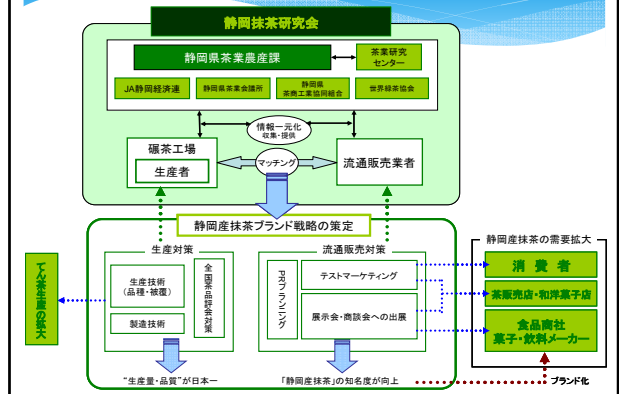 静岡抹茶研究会
静岡県茶業農産課
茶業研究
センター
JA静岡経済連
静岡県茶業会議所
静岡県
茶商工業協同組合
世界緑茶協会
情報一元化
収集・提供
碾茶工場
生産者
マッチング
流通販売業者
静岡産抹茶ブランド戦略の策定
生産対策
生産技術
(品種・被覆)
製造技術
全国茶品評会対策
流通販売対策
PRプランニング
テストマーケティング
展示会・商談会への出展
てん茶生産の拡大
静岡産抹茶の需要拡大
消費者
茶販売店・和洋菓子店
食品商社
菓子・飲料メーカー
“生産量・品質”が日本一
「静岡産抹茶」の知名度が向上
ブランド化